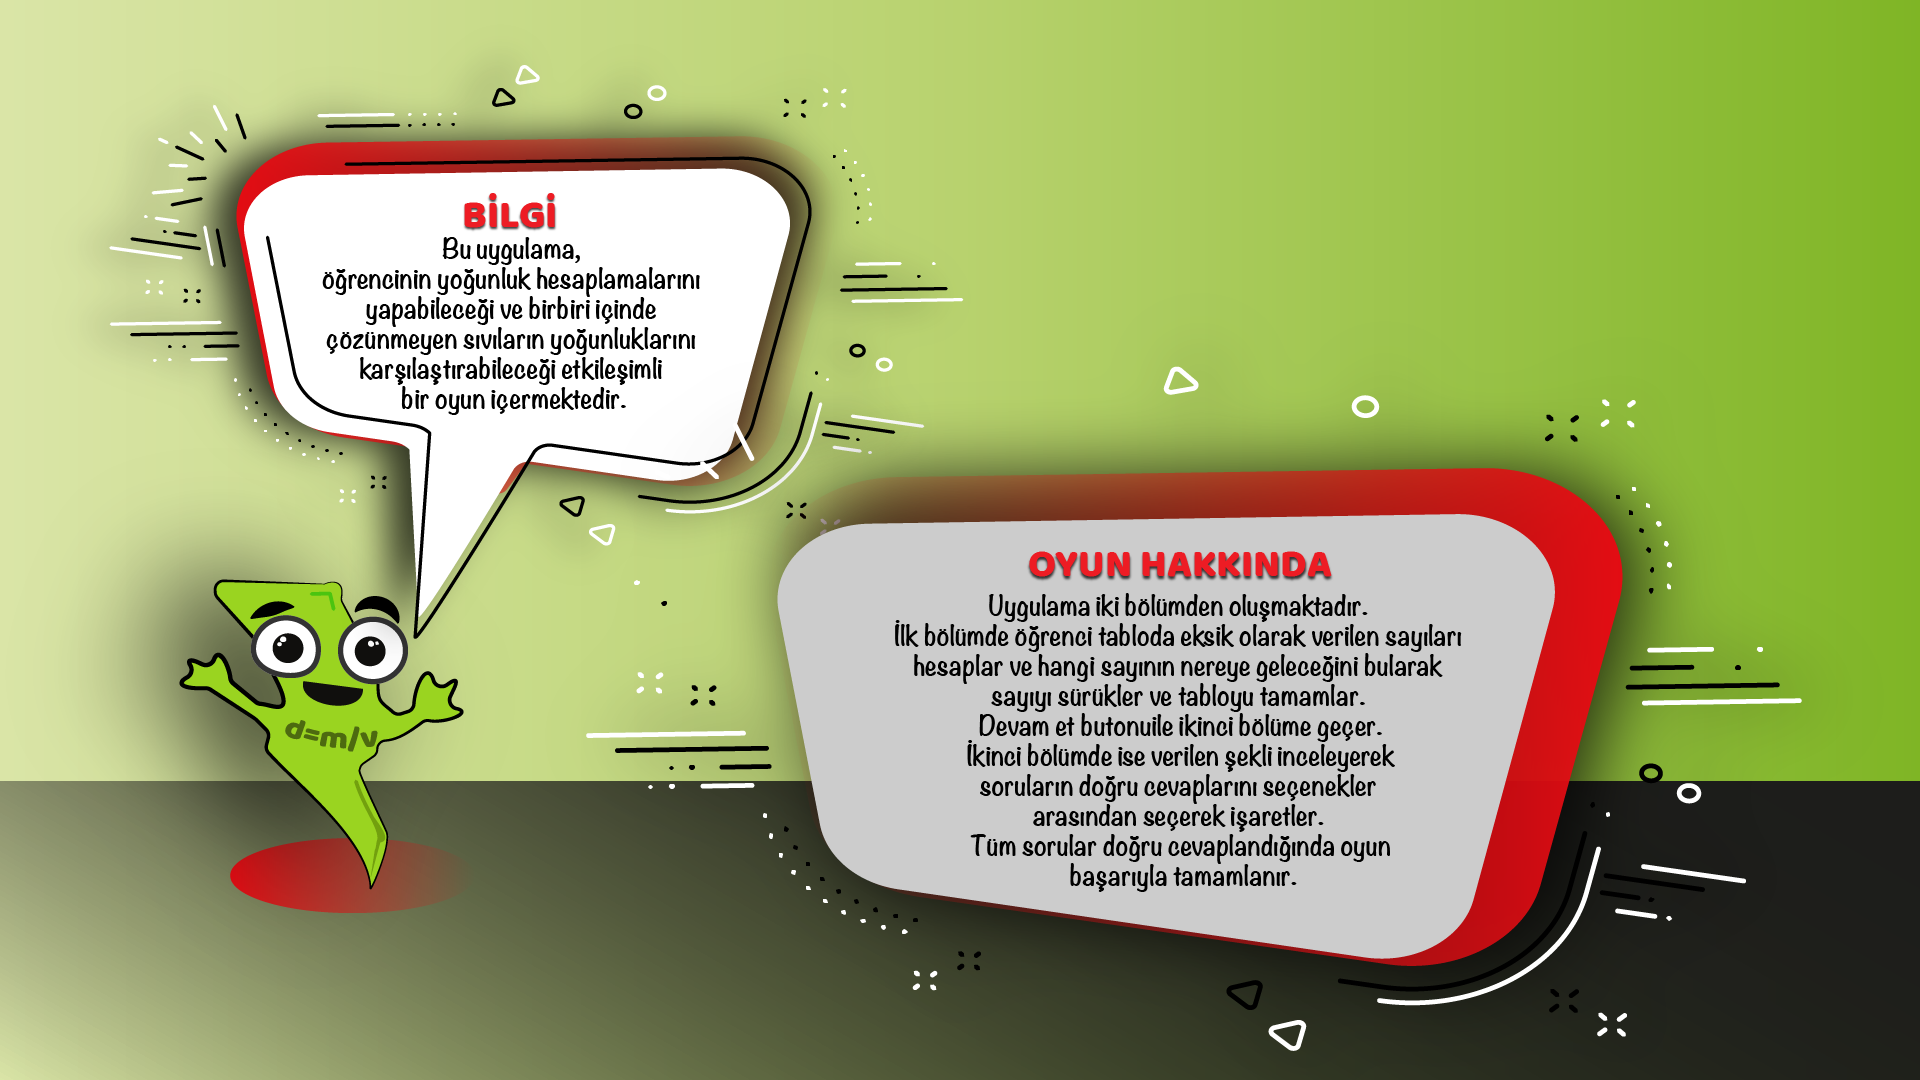 BİLGİ
Bu uygulama,
öğrencinin yoğunluk hesaplamalarını
yapabileceği ve birbiri içinde
çözünmeyen sıvıların yoğunluklarını
karşılaştırabileceği etkileşimli
bir oyun içermektedir.
d=m/v
OYUN HAKKINDA
Uygulama iki bölümden oluşmaktadır.
İlk bölümde öğrenci tabloda eksik olarak verilen sayıları
hesaplar ve hangi sayının nereye geleceğini bularak
sayıyı sürükler ve tabloyu tamamlar.
Devam et butonuile ikinci bölüme geçer.
İkinci bölümde ise verilen şekli inceleyerek
soruların doğru cevaplarını seçenekler
arasından seçerek işaretler.
Tüm sorular doğru cevaplandığında oyun
başarıyla tamamlanır.